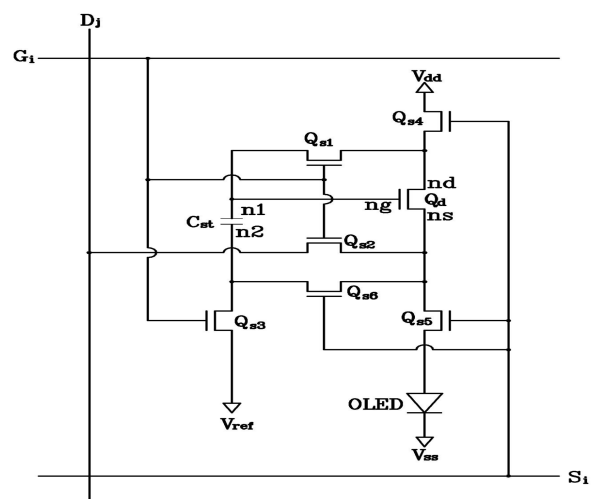 Dj
Gi
Vdd
Qs4
Qs1
nd
Qd
ng
ns
n1
Cst
n2
Qs2
Qs6
Qs3
Qs5
OLED
Vref
Vss
Si